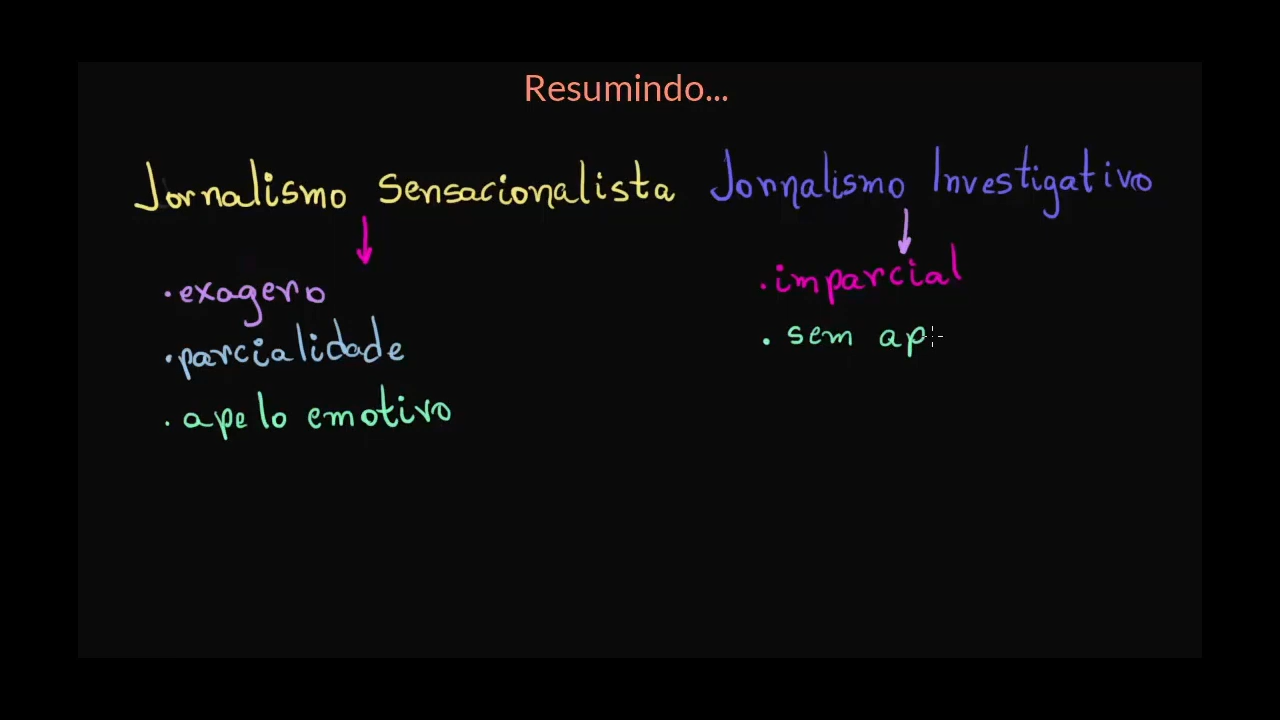 Resumindo...
Jornalismo Sensacionalista
. exagero
. parcialidade
. apelo emotivo
Jornalismo Investigativo
. imparcial
. sem ap